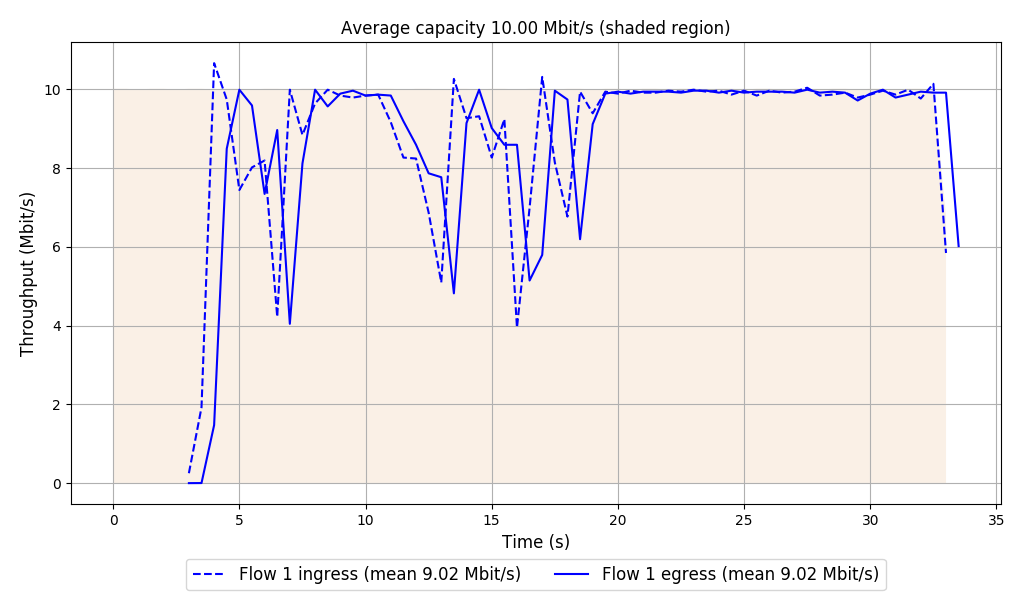 Average capacity 10.00 Mbit/s (shaded region)
Throughput (Mbit/s)
10
8
6
4
2
0
0 5 10 15 20 25 30 35
Time (s)
Flow 1 ingress (mean 9.02 Mbit/s) Flow 1 egress (mean 9.02 Mbit/s)